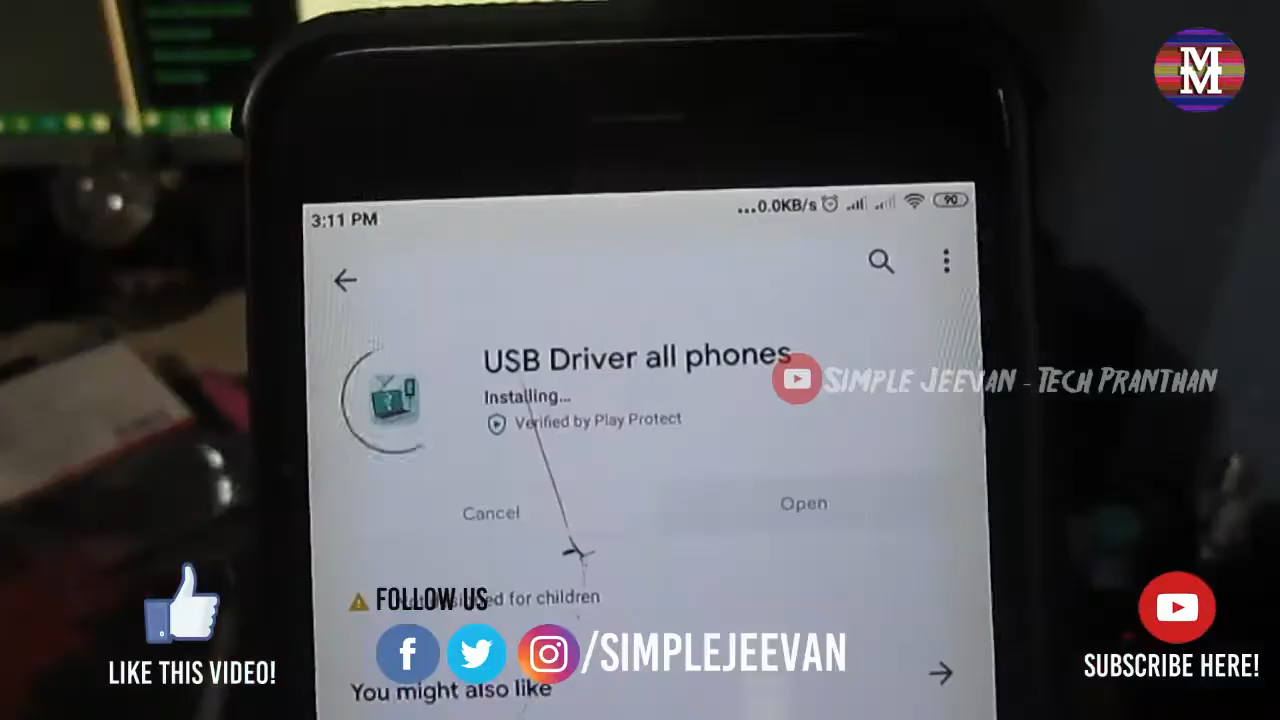 M
M
3:11 PM
...0.0KB/s
90
USB Driver all phones
Installing...
Verified by Play Protect
SIMPLE JEEVAN - TECH PRANTHAN
Cancel
Open
FOLLOW US
for children
/SIMPLEJEEVAN
LIKE THIS VIDEO!
SUBSCRIBE HERE!
You might also like